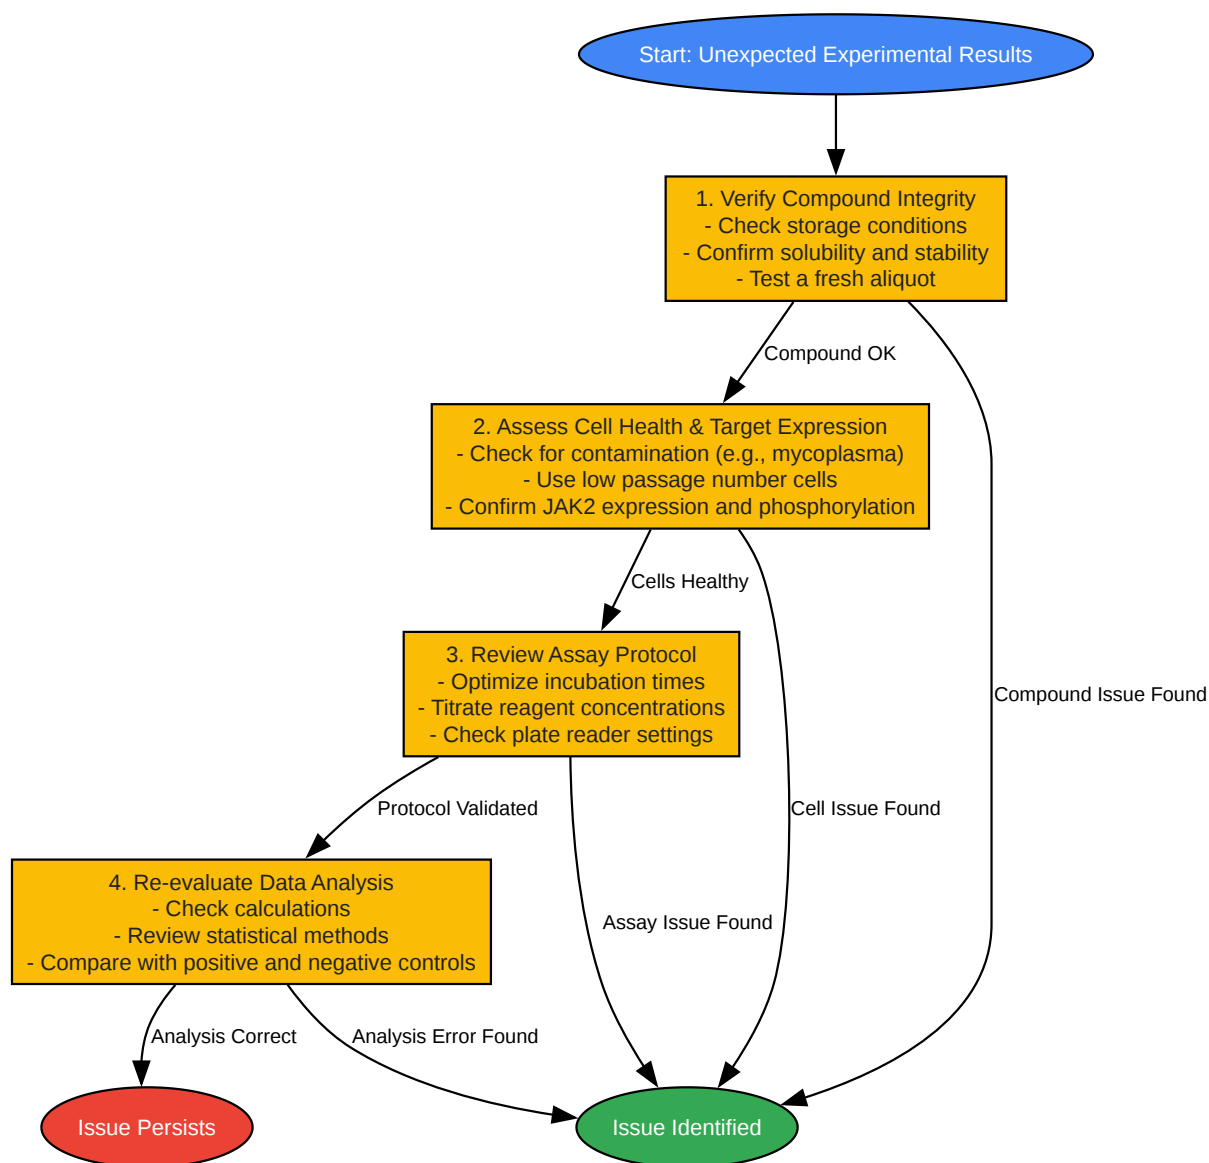 Start: Unexpected Experimental Results
1. Verify Compound Integrity
- Check storage conditions
- Confirm solubility and stability
- Test a fresh aliquot
Compound OK
2. Assess Cell Health & Target Expression
- Check for contamination (e.g., mycoplasma)
- Use low passage number cells
- Confirm JAK2 expression and phosphorylation
Cells Healthy
3. Review Assay Protocol
- Optimize incubation times
- Titrate reagent concentrations
- Check plate reader settings
Compound Issue Found
Protocol Validated
Cell Issue Found
4. Re-evaluate Data Analysis
- Check calculations
- Review statistical methods
- Compare with positive and negative controls
Assay Issue Found
Analysis Correct
Analysis Error Found
Issue Persists
Issue Identified